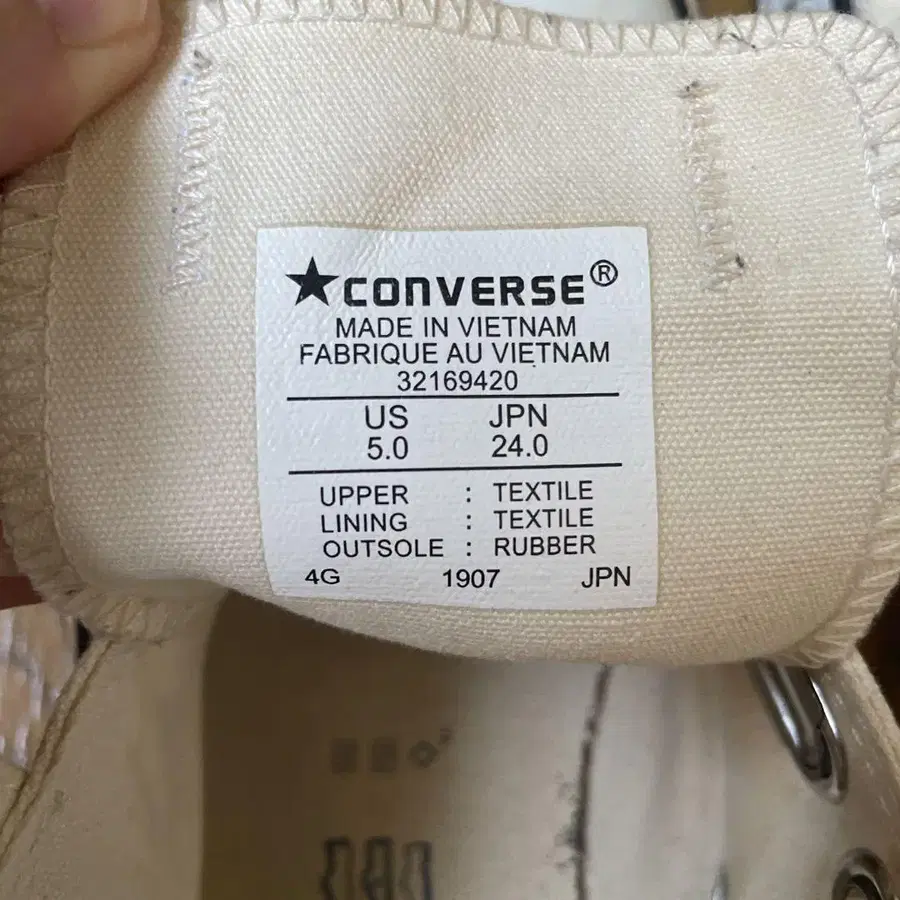 ★CONVERSE®
MADE IN VIETNAM
FABRIQUE AU VIETNAM
32169420
US JPN
5.0 24.0
UPPER : TEXTILE
LINING : TEXTILE
OUTSOLE : RUBBER
4G 1907 JPN